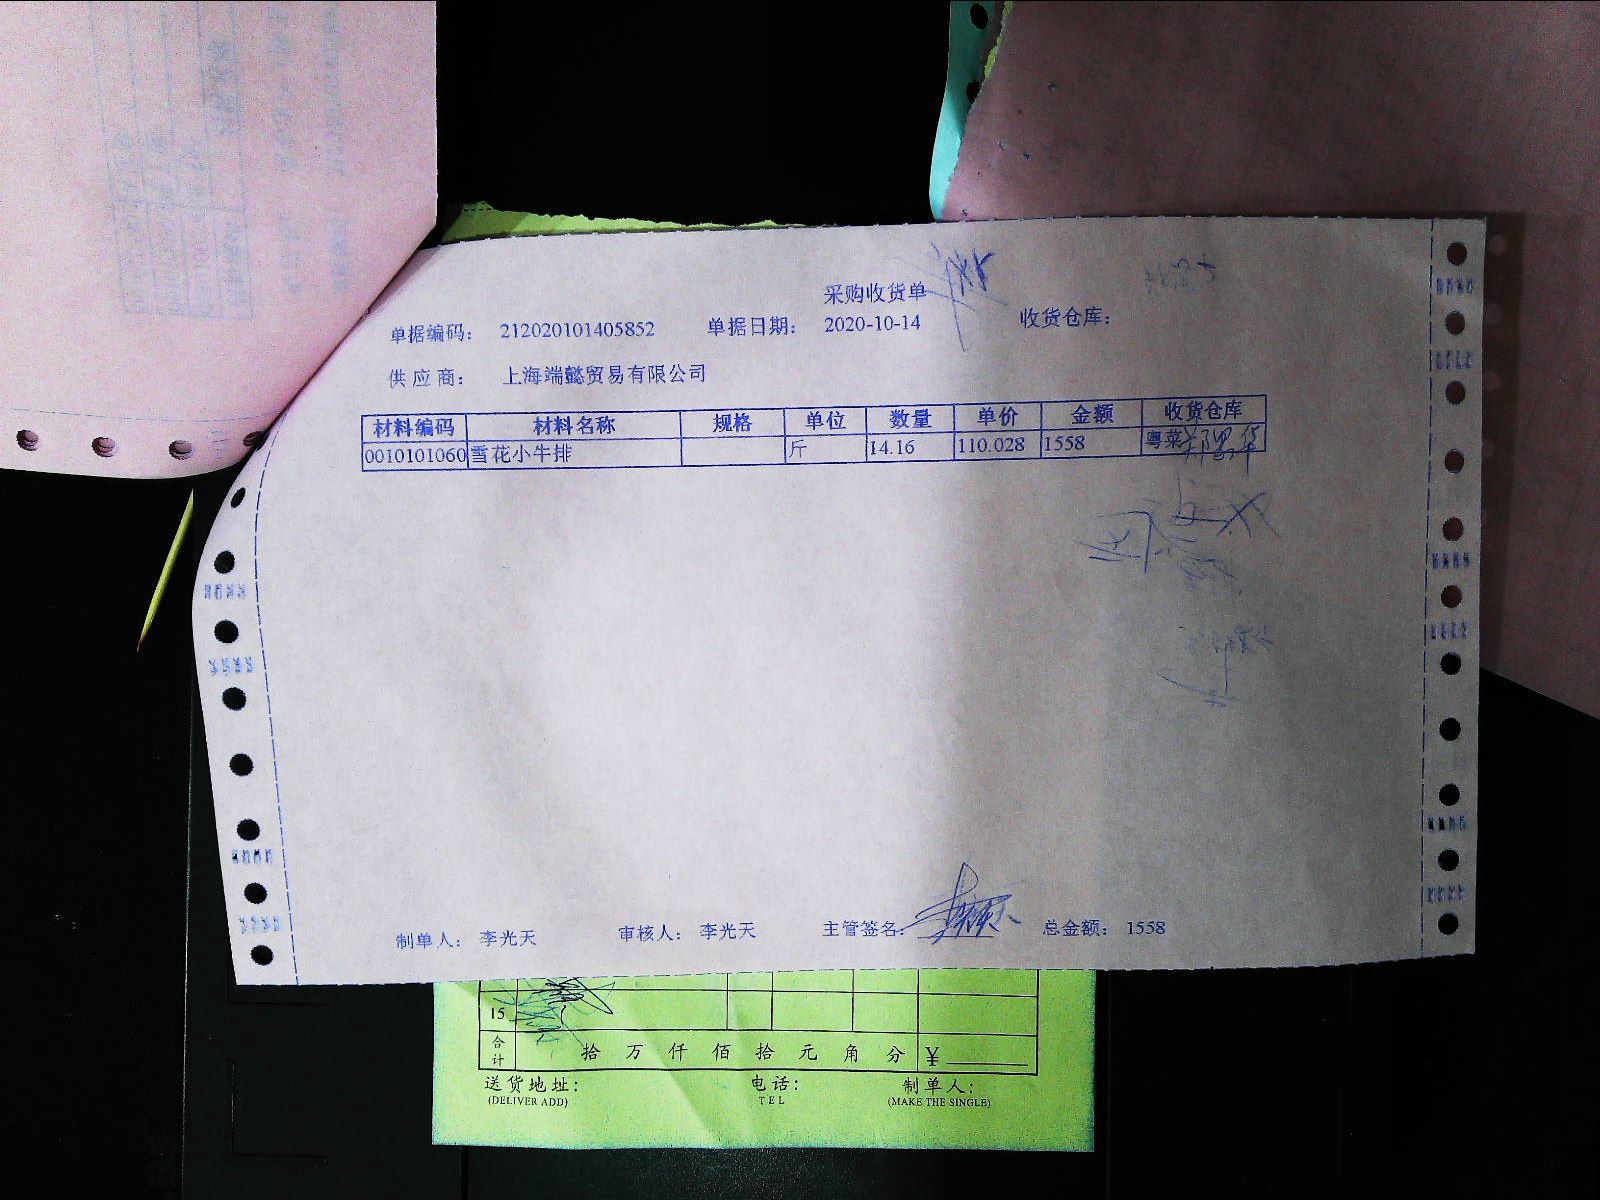 采购收货单
单据编码： 212020101405852 单据日期： 2020-10-14 收货仓库：
供应商： 上海端懿贸易有限公司
材料编码 材料名称 规格 单位 数量 单价 金额 收货仓库
0010101060 雪花小牛排 斤 14.16 110.028 1558 粤菜
制单人： 李光天 审核人： 李光天 主管签名： 总金额： 1558
15
合计 拾 万 仟 佰 拾 元 角 分 ¥
送货地址： 电话： 制单人：
(DELIVER ADD) TEL (MAKE THE SINGLE)